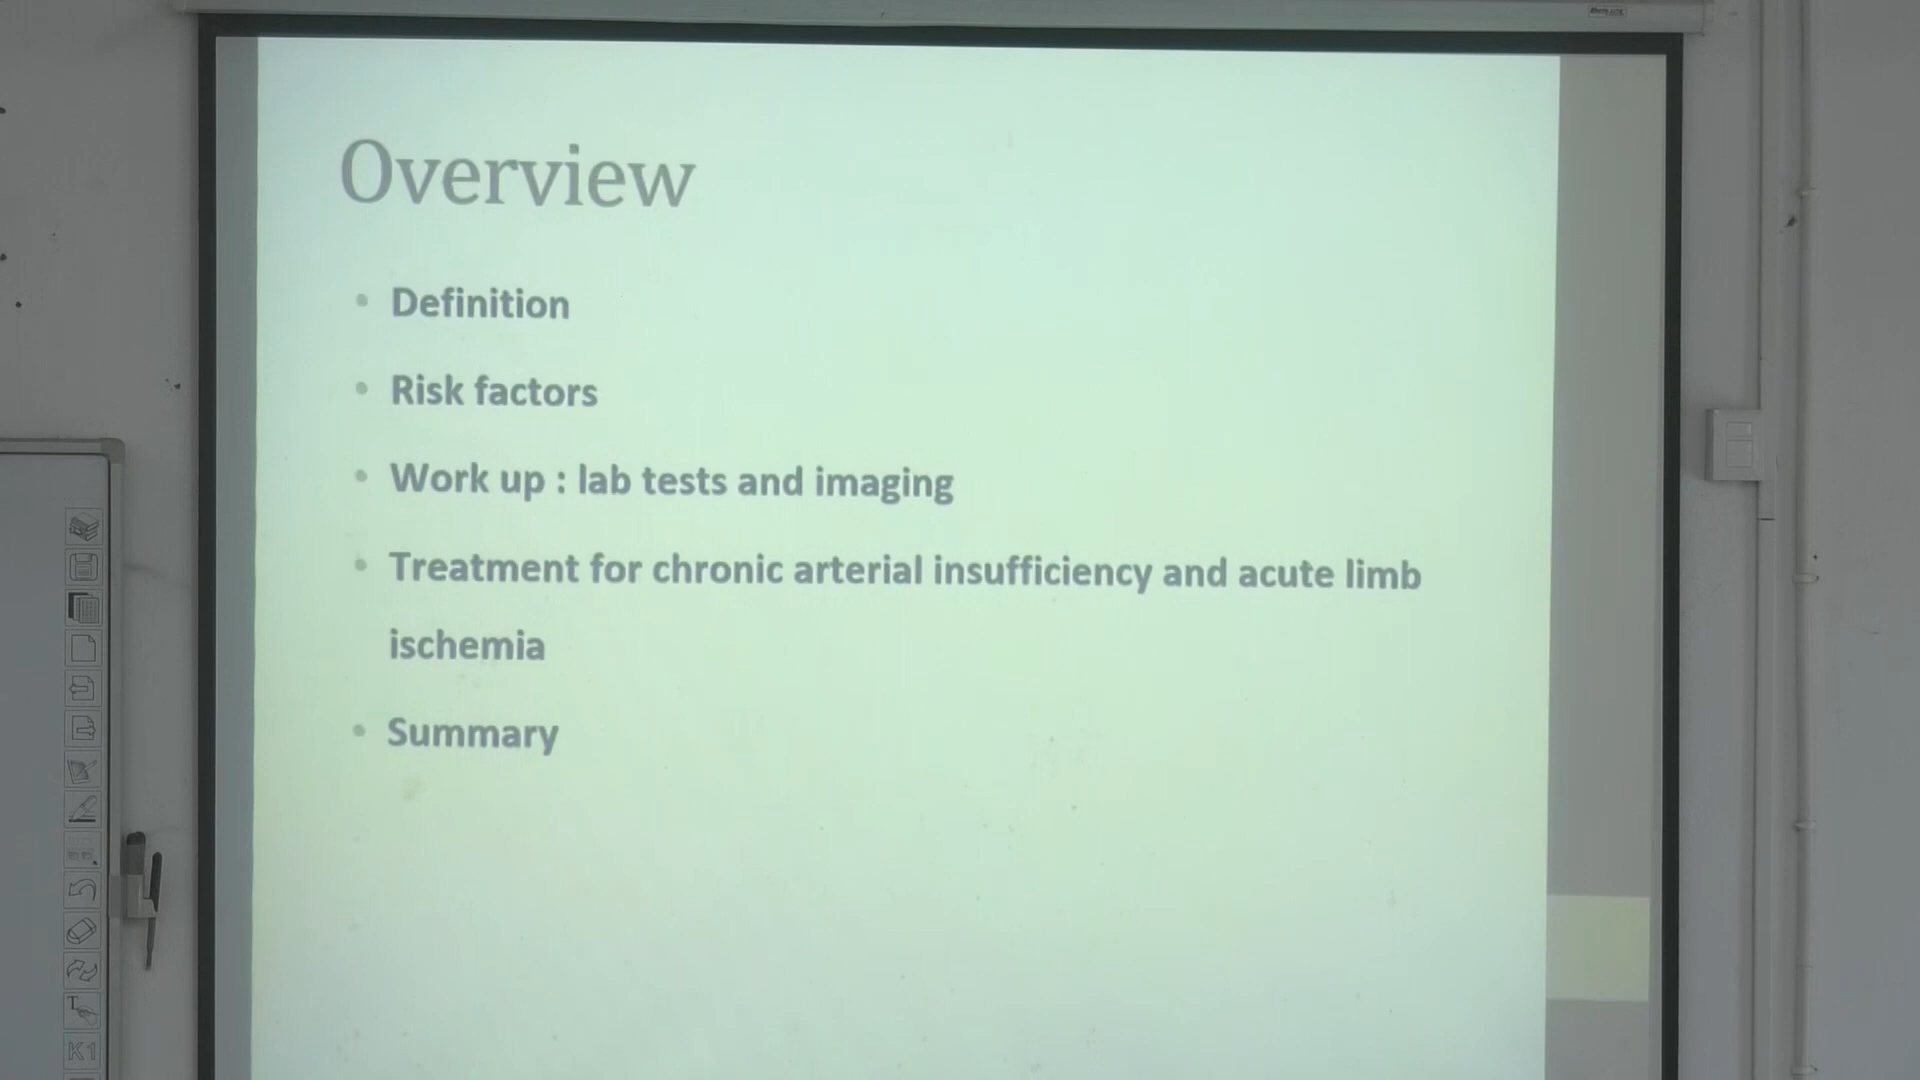 Overview
• Definition
• Risk factors
• Work up : lab tests and imaging
• Treatment for chronic arterial insufficiency and acute limb
ischemia
• Summary
T
K1